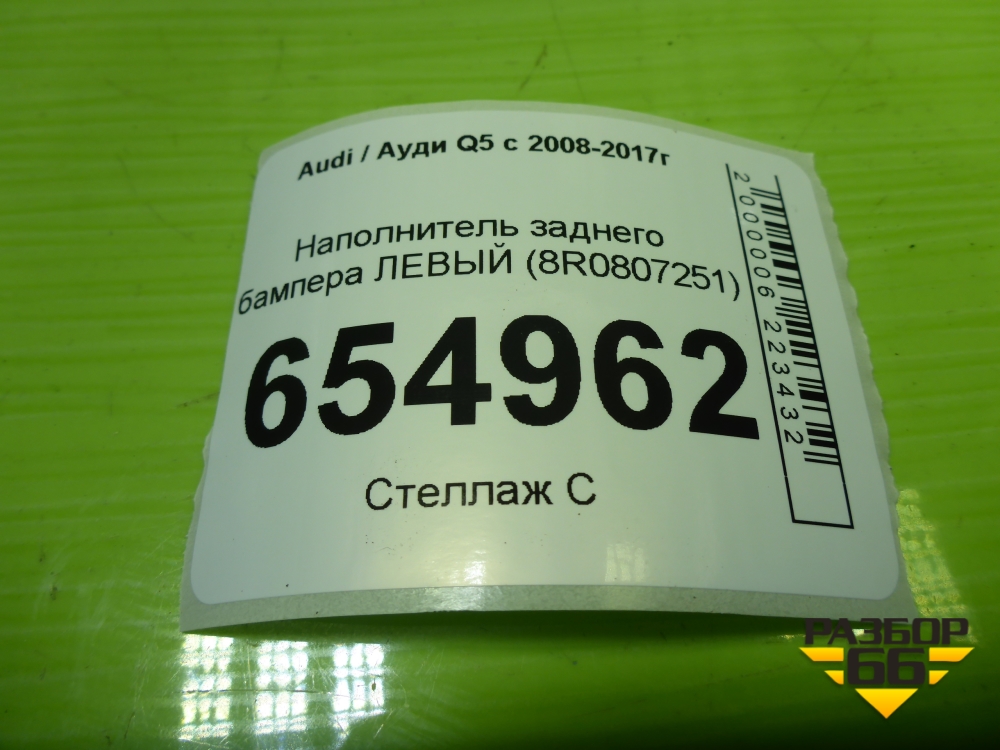 Audi / Ауди Q5 с 2008-2017г
Наполнитель заднего
бампера ЛЕВЫЙ (8R0807251)
654962
Стеллаж С
2000006223432
РАЗБОР
66